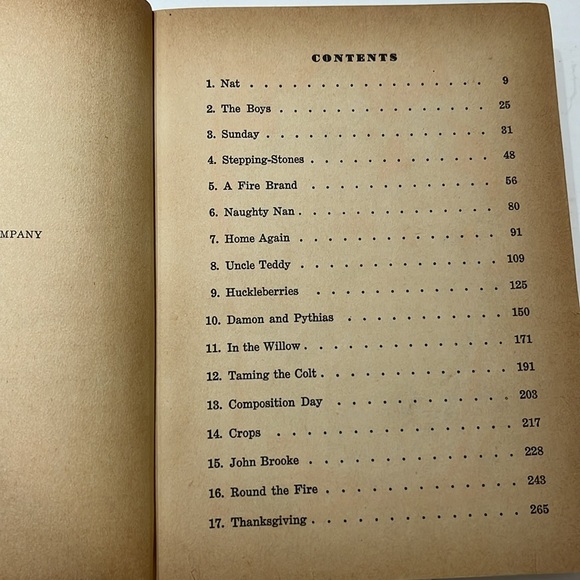 MPANY
CONTENTS
1. Nat . . . . . . . . . . . . . . . . . 9
2. The Boys . . . . . . . . . . . . . . . 25
3. Sunday . . . . . . . . . . . . . . . . 31
4. Stepping-Stones . . . . . . . . . . . . . 48
5. A Fire Brand . . . . . . . . . . . . . 56
6. Naughty Nan . . . . . . . . . . . . . . 80
7. Home Again . . . . . . . . . . . . . . 91
8. Uncle Teddy . . . . . . . . . . . . . . 109
9. Huckleberries . . . . . . . . . . . . . 125
10. Damon and Pythias . . . . . . . . . . . 150
11. In the Willow . . . . . . . . . . . . . 171
12. Taming the Colt . . . . . . . . . . . . 191
13. Composition Day . . . . . . . . . . . . 203
14. Crops . . . . . . . . . . . . . . . 217
15. John Brooke . . . . . . . . . . . . . 228
16. Round the Fire . . . . . . . . . . . . 243
17. Thanksgiving . . . . . . . . . . . . . 265